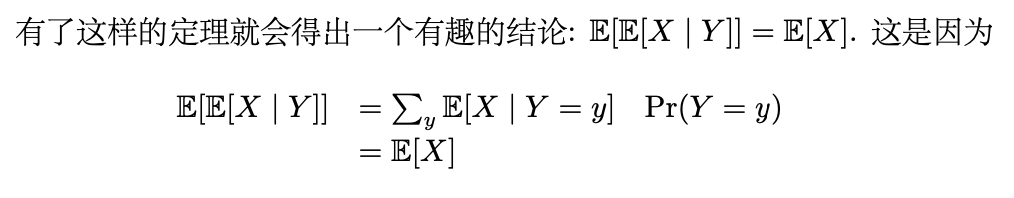 有了这样的定理就会得出一个有趣的结论: 𝔼[𝔼[X | Y]] = 𝔼[X]. 这是因为
𝔼[𝔼[X | Y]] = ∑_y 𝔼[X | Y = y] Pr(Y = y)
= 𝔼[X]